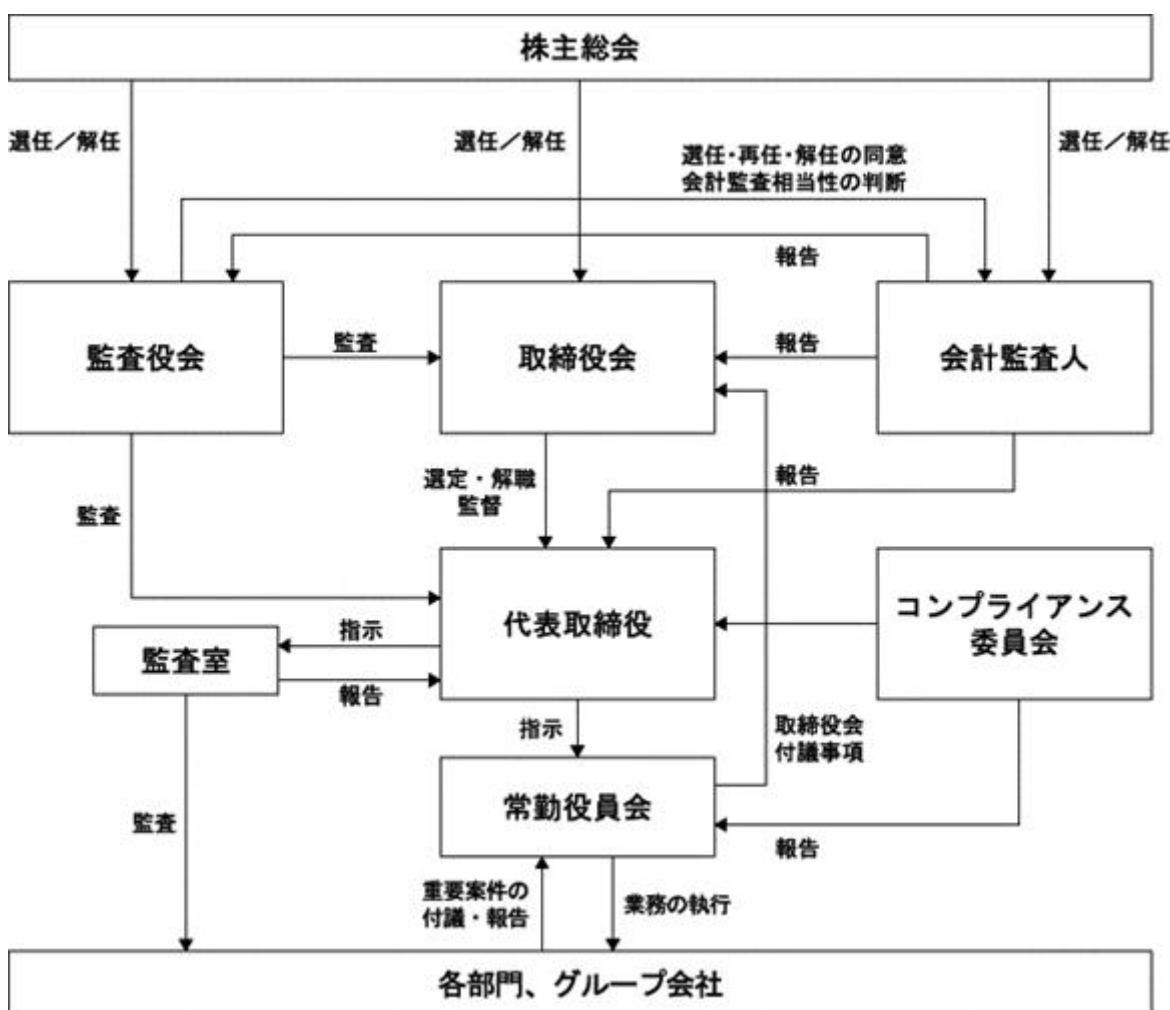 株主総会
選任／解任
選任／解任
選任／解任
選任・再任・解任の同意
会計監査相当性の判断
報告
監査役会
監査
取締役会
報告
会計監査人
選定・解職
監督
報告
監査
代表取締役
コンプライアンス
委員会
指示
監査室
報告
指示
取締役会
付議事項
常勤役員会
監査
報告
重要案件の
付議・報告
業務の執行
各部門、グループ会社